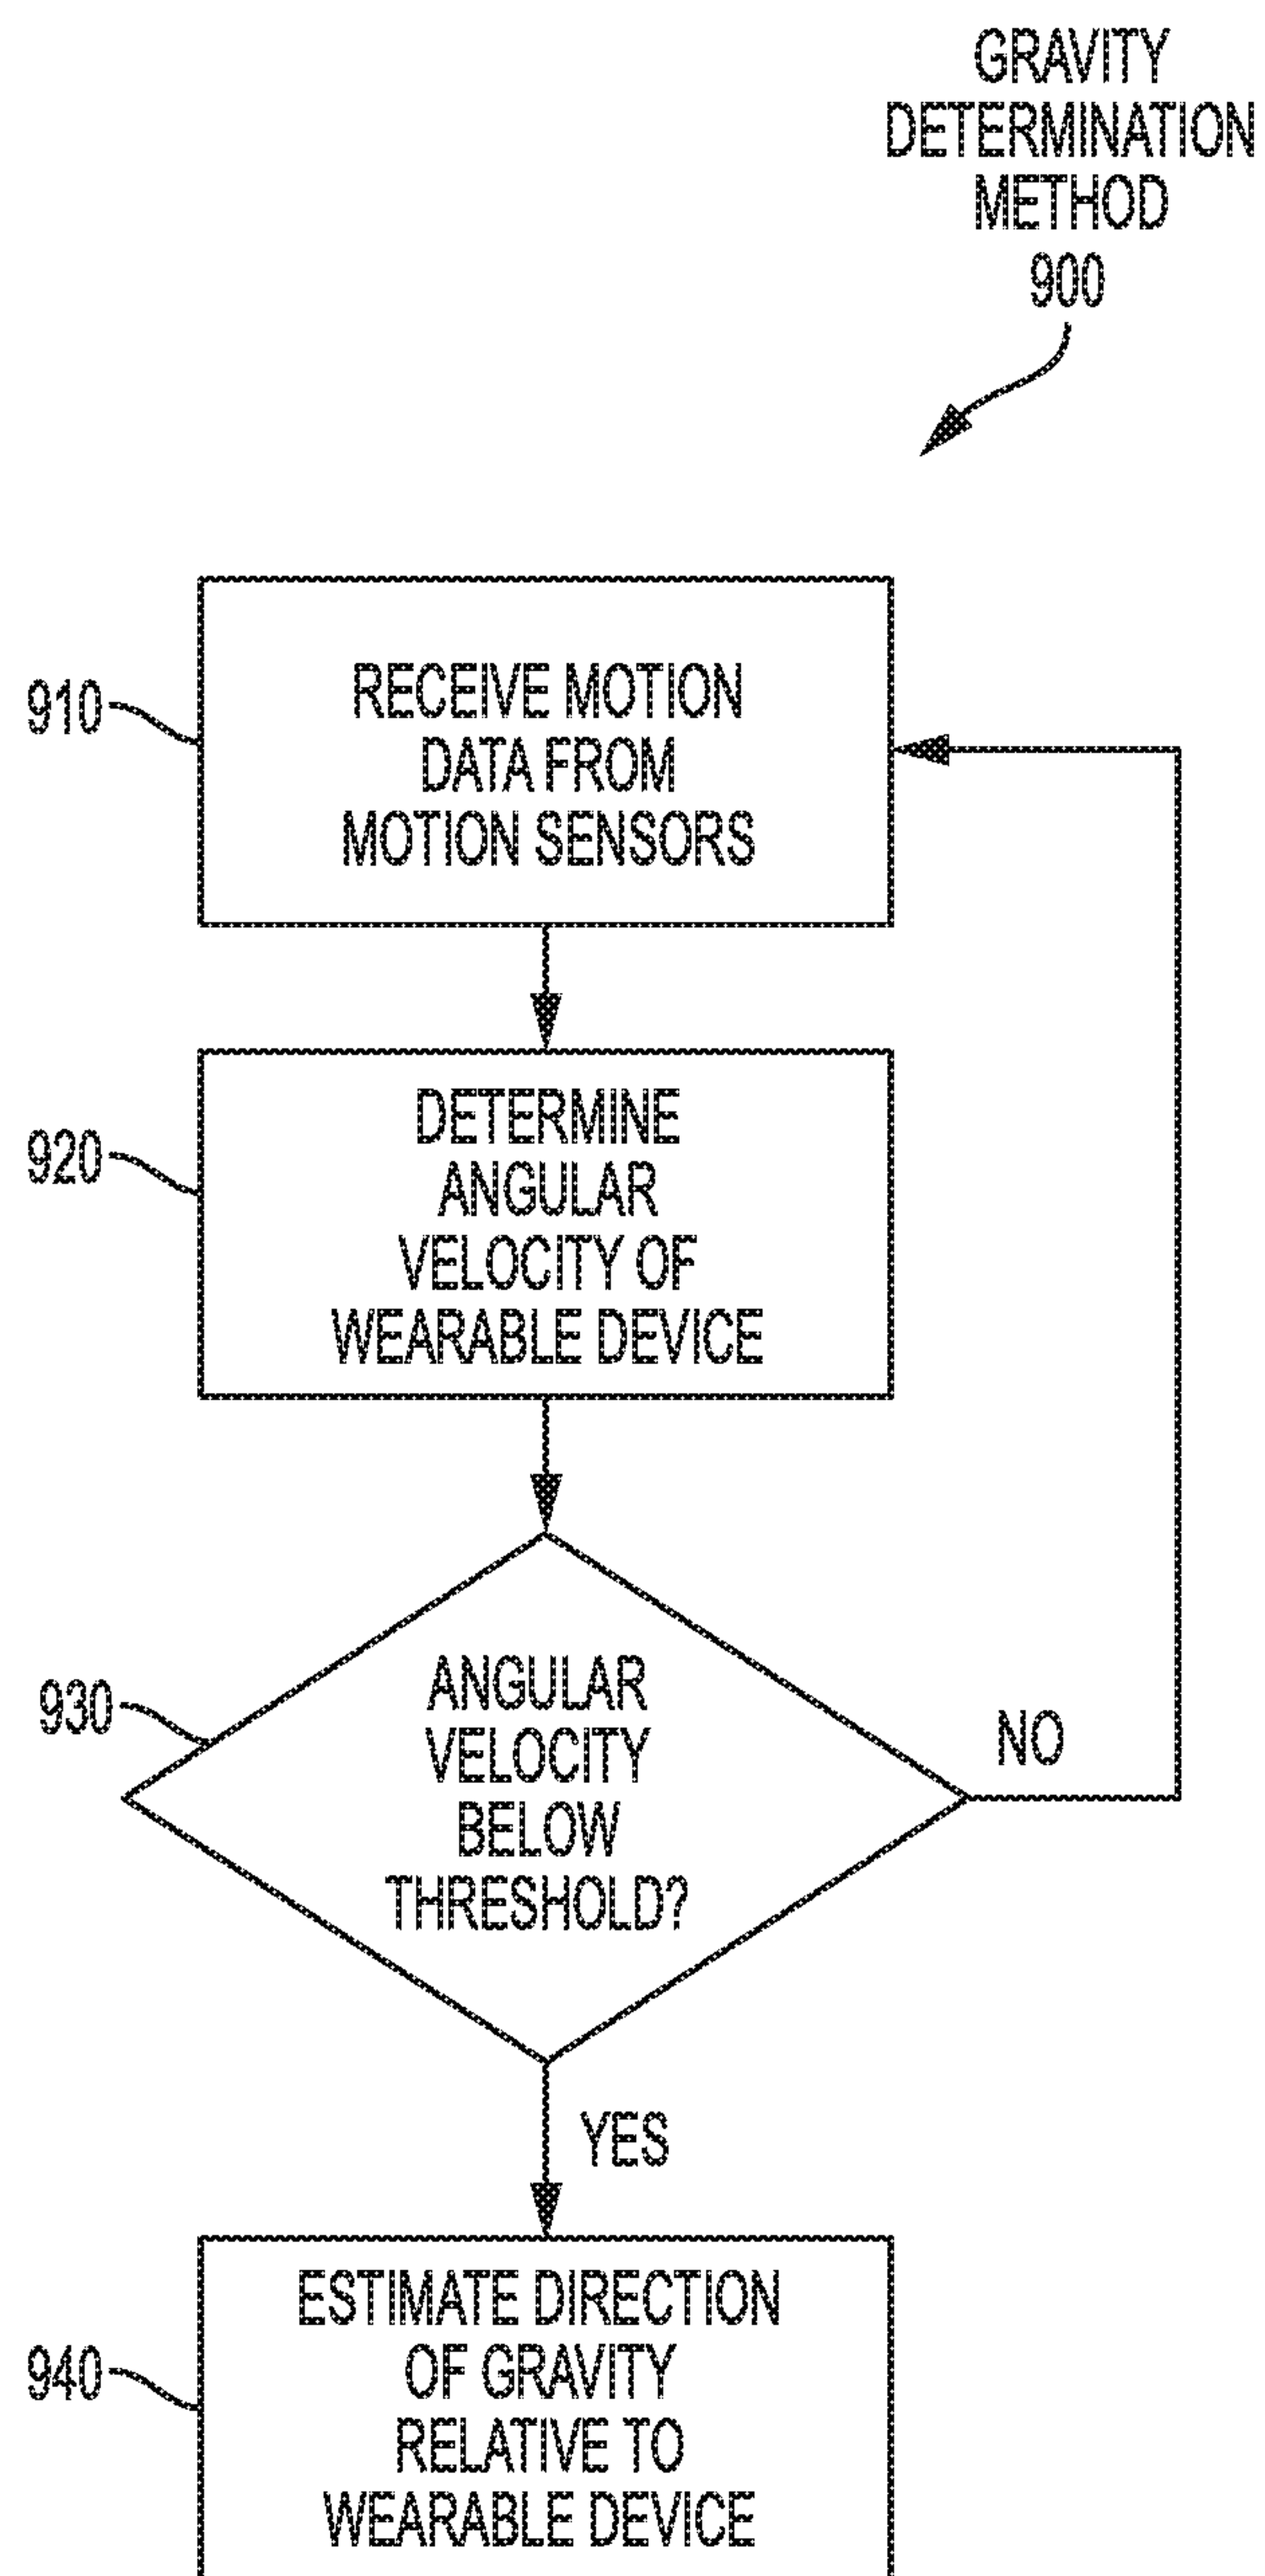 GRAVITY
DETERMINATION
METHOD
900
910
RECEIVE MOTION
DATA FROM
MOTION SENSORS
920
DETERMINE
ANGULAR
VELOCITY OF
WEARABLE DEVICE
930
ANGULAR
VELOCITY
BELOW
THRESHOLD?
NO
YES
940
ESTIMATE DIRECTION
OF GRAVITY
RELATIVE TO
WEARABLE DEVICE